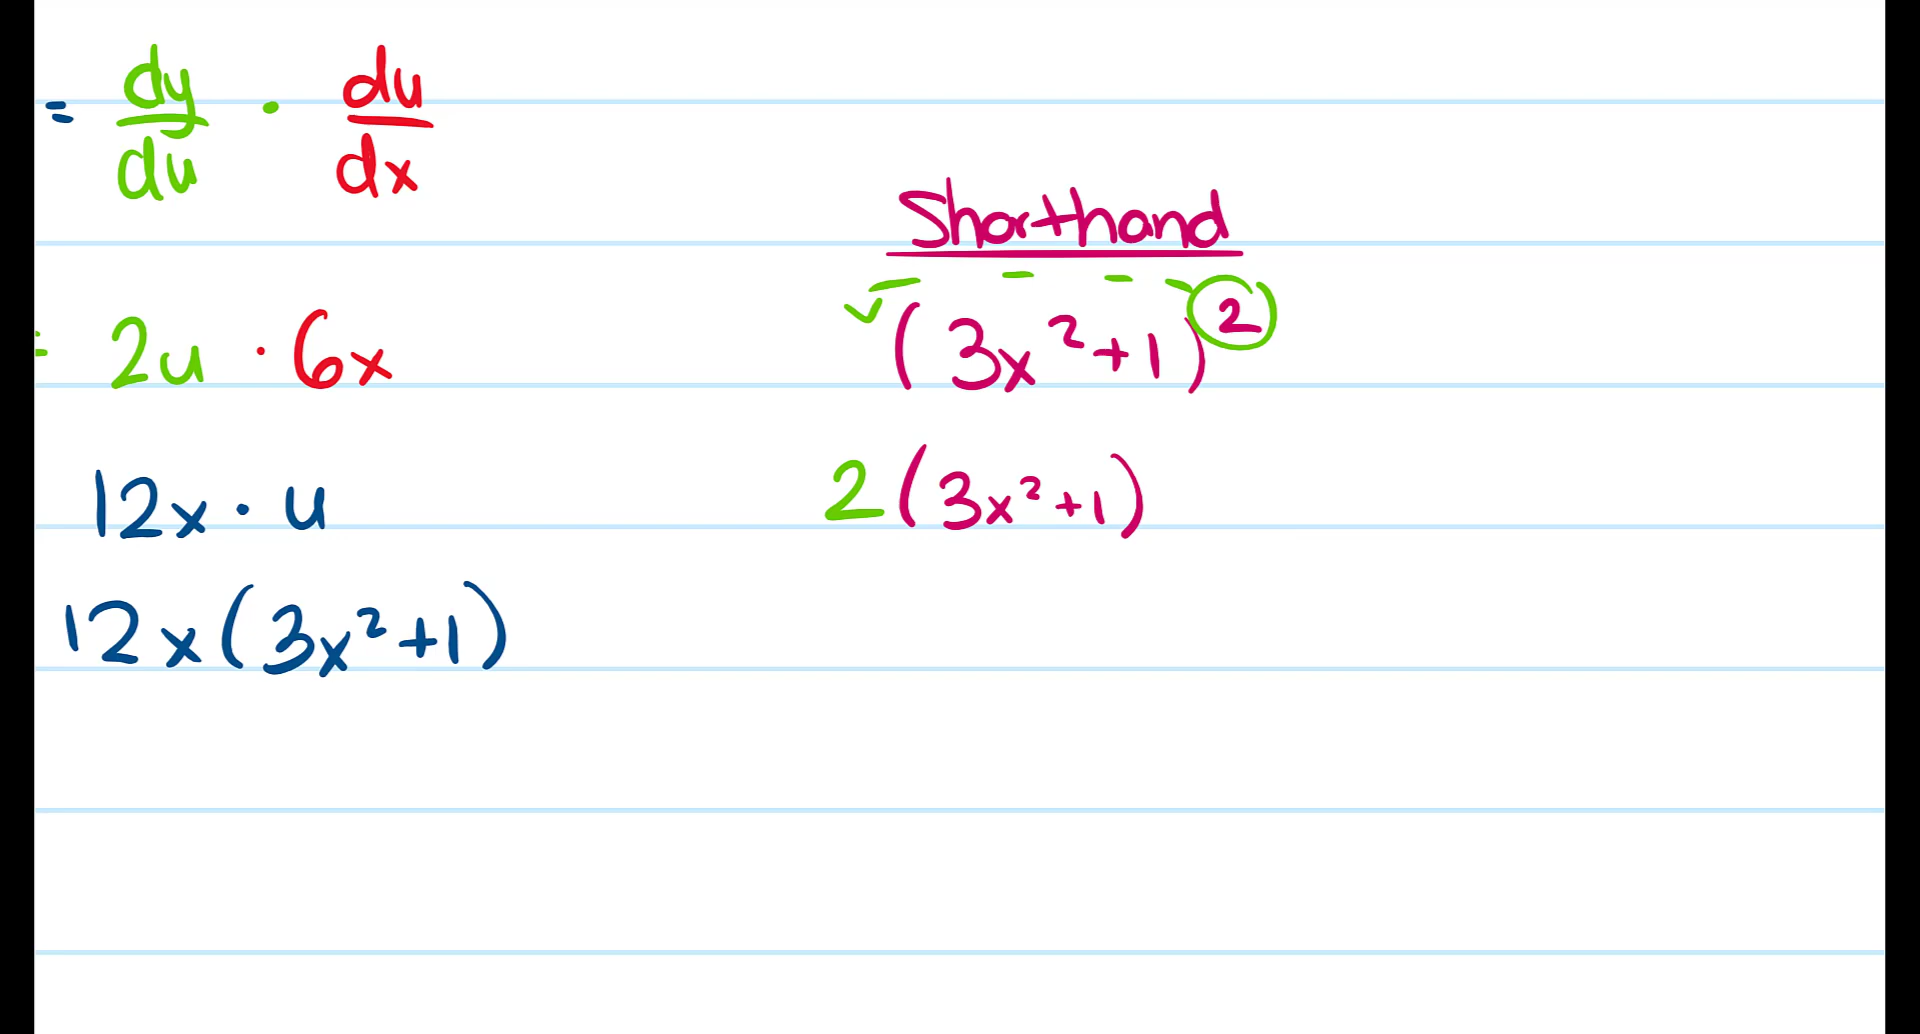 = dy/du · du/dx
Shorthand
(3x²+1)²
= 2u · 6x
12x · u
2(3x²+1)
12x(3x²+1)